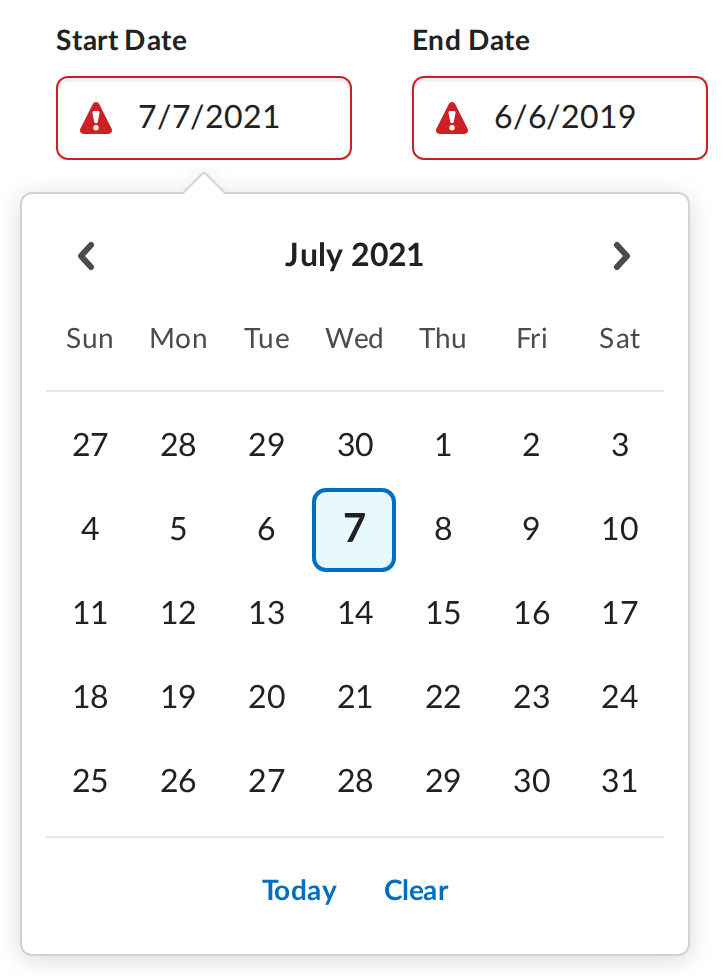 Start Date End Date
7/7/2021 6/6/2019
July 2021
Sun Mon Tue Wed Thu Fri Sat
27 28 29 30 1 2 3
4 5 6 7 8 9 10
11 12 13 14 15 16 17
18 19 20 21 22 23 24
25 26 27 28 29 30 31
Today Clear